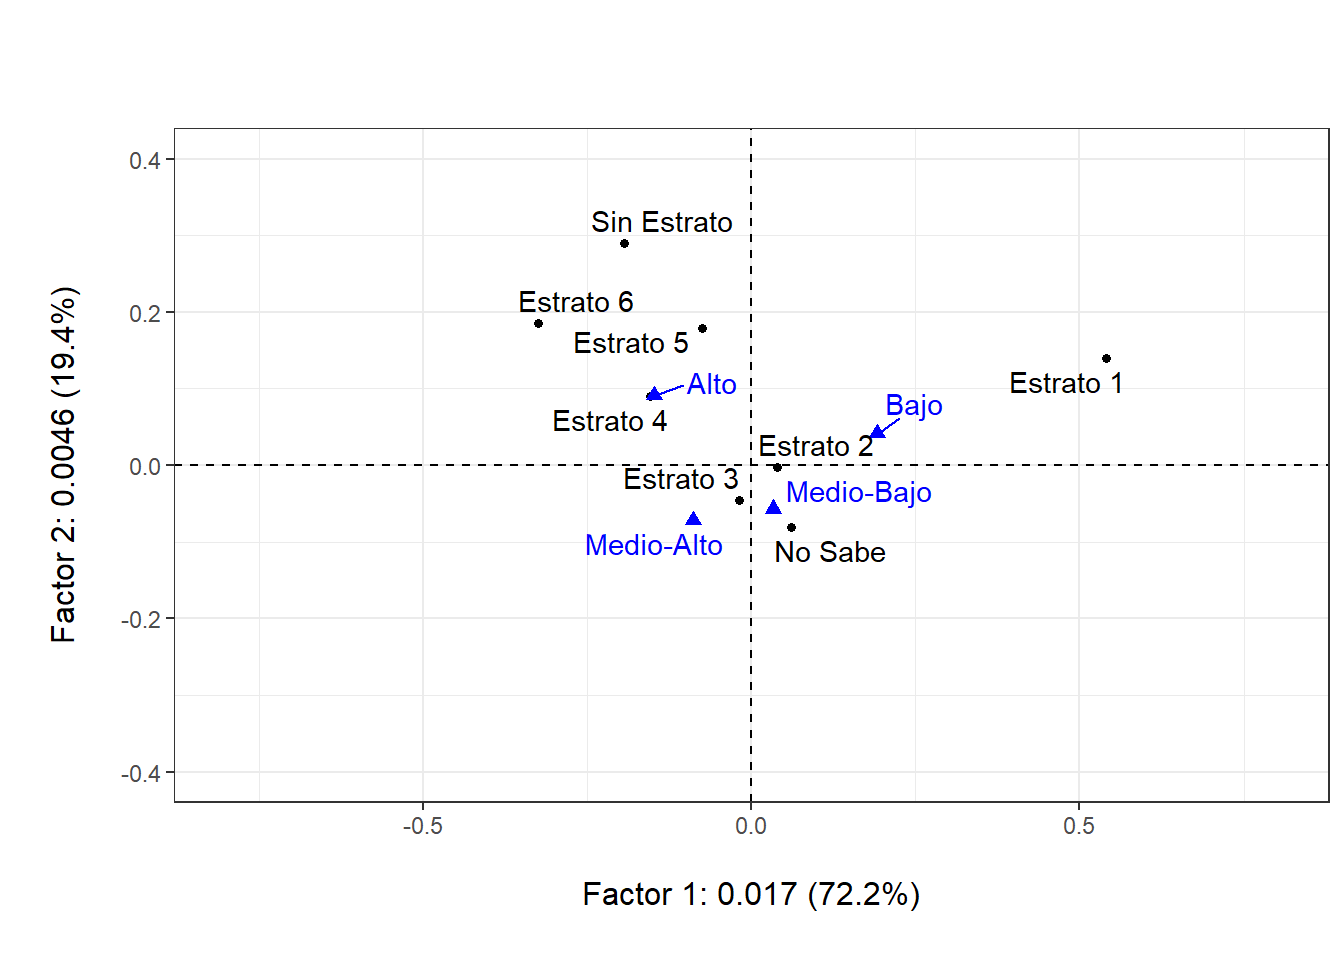 0.4
Sin Estrato
Estrato 6
0.2
Estrato 5
Estrato 1
Alto
Bajo
Estrato 4
Estrato 2
0.0
Estrato 3
Medio-Bajo
Medio-Alto
No Sabe
-0.2
-0.4
Factor 2: 0.0046 (19.4%)
-0.5
0.0
0.5
Factor 1: 0.017 (72.2%)